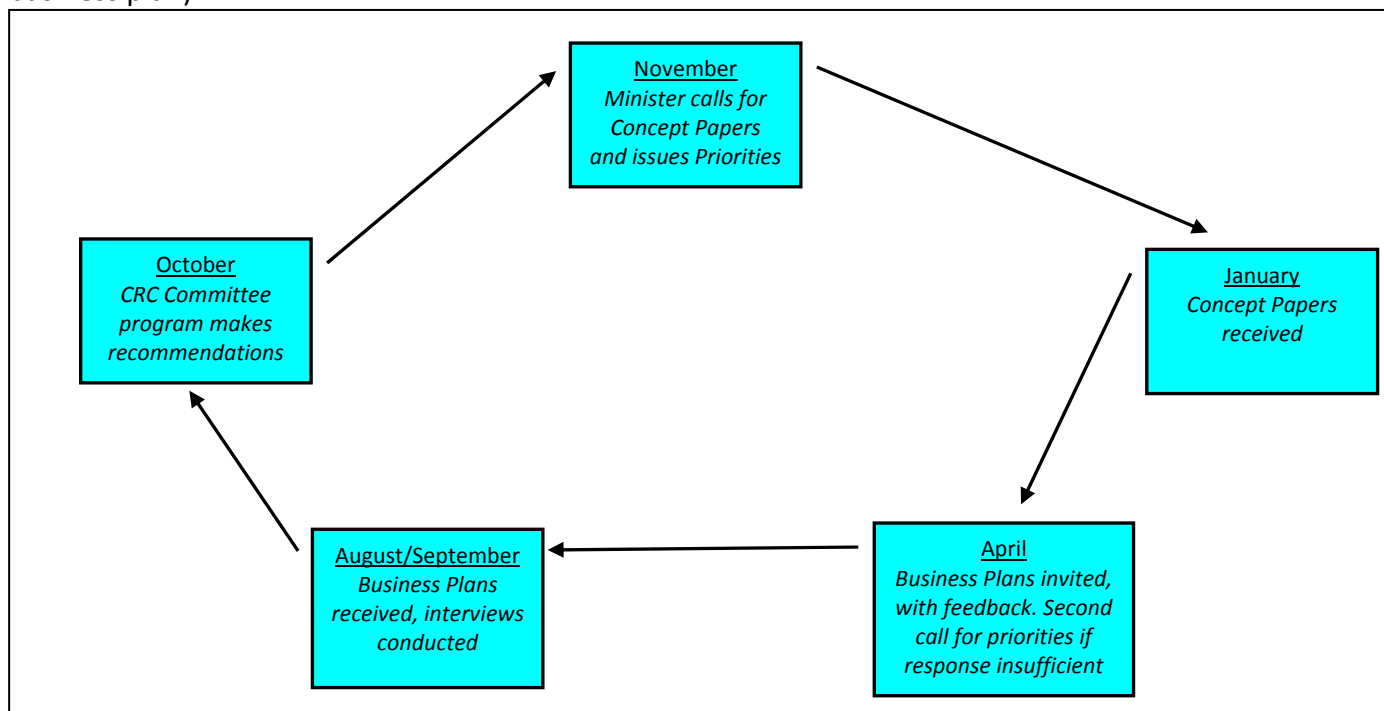 November
Minister calls for
Concept Papers
and issues Priorities
October
CRC Committee
program makes
recommendations
January
Concept Papers
received
August/September
Business Plans
received, interviews
conducted
April
Business Plans invited,
with feedback. Second
call for priorities if
response insufficient